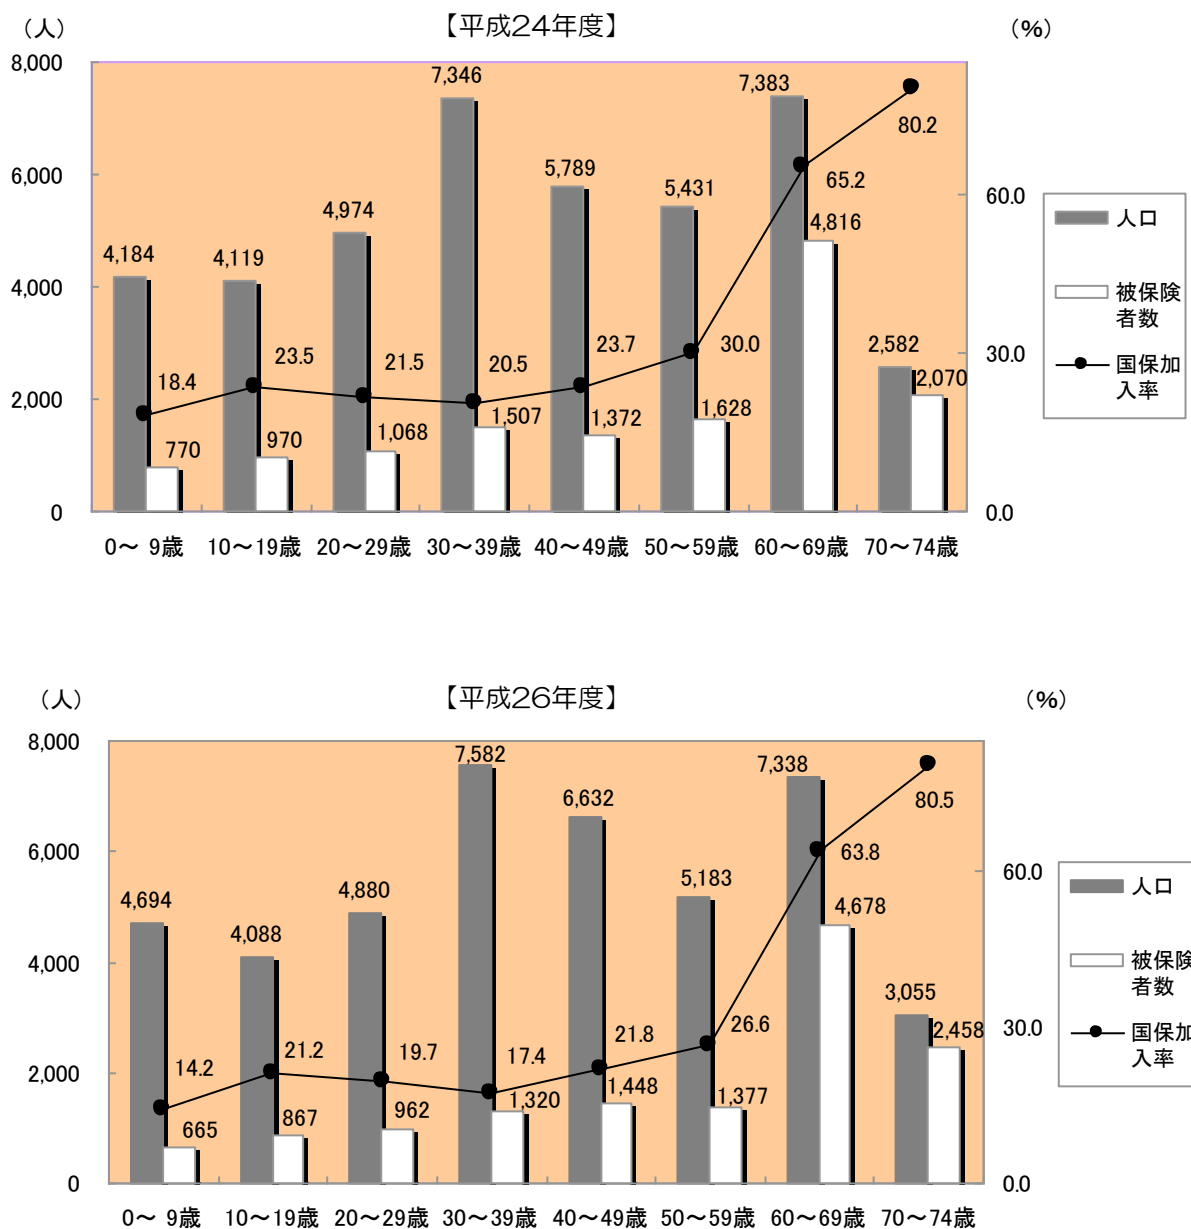 （人）
【平成24年度】
（%）
8,000
6,000
4,000
2,000
0
60.0
30.0
0.0
4,184
4,119
4,974
7,346
5,789
5,431
7,383
2,582
770
970
1,068
1,507
1,372
1,628
4,816
2,070
18.4
23.5
21.5
20.5
23.7
30.0
65.2
80.2
0～ 9歳
10～19歳
20～29歳
30～39歳
40～49歳
50～59歳
60～69歳
70～74歳
人口
被保険
者数
国保加
入率
（人）
【平成26年度】
（%）
8,000
6,000
4,000
2,000
0
60.0
30.0
0.0
4,694
4,088
4,880
7,582
6,632
5,183
7,338
3,055
665
867
962
1,320
1,448
1,377
4,678
2,458
14.2
21.2
19.7
17.4
21.8
26.6
63.8
80.5
0～ 9歳
10～19歳
20～29歳
30～39歳
40～49歳
50～59歳
60～69歳
70～74歳
人口
被保険
者数
国保加
入率